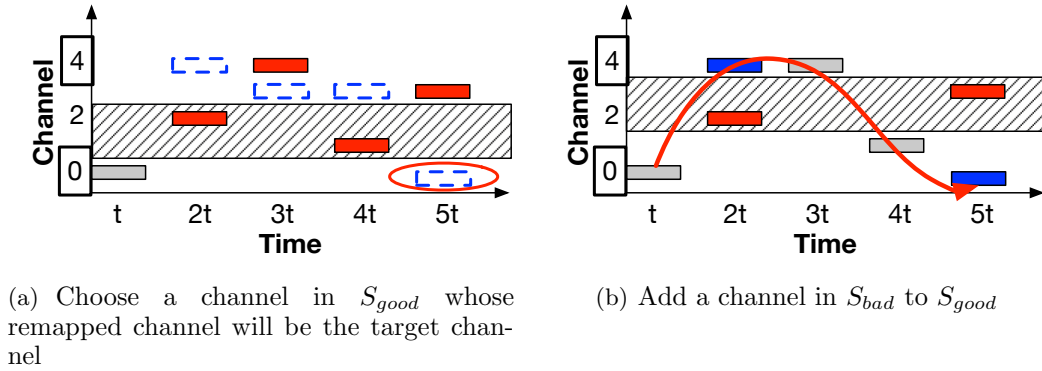 Channel
4
2
0
t 2t 3t 4t 5t
Time
(a) Choose a channel in S_good whose
remapped channel will be the target chan-
nel
Channel
4
2
0
t 2t 3t 4t 5t
Time
(b) Add a channel in S_bad to S_good